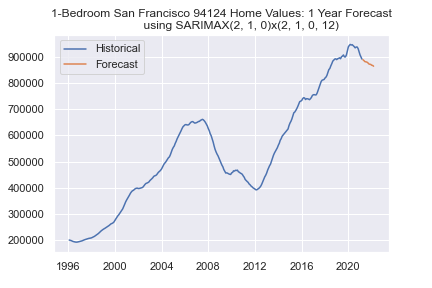 1-Bedroom San Francisco 94124 Home Values: 1 Year Forecast
using SARIMAX(2, 1, 0)x(2, 1, 0, 12)
Historical
Forecast
900000
800000
700000
600000
500000
400000
300000
200000
1996 2000 2004 2008 2012 2016 2020